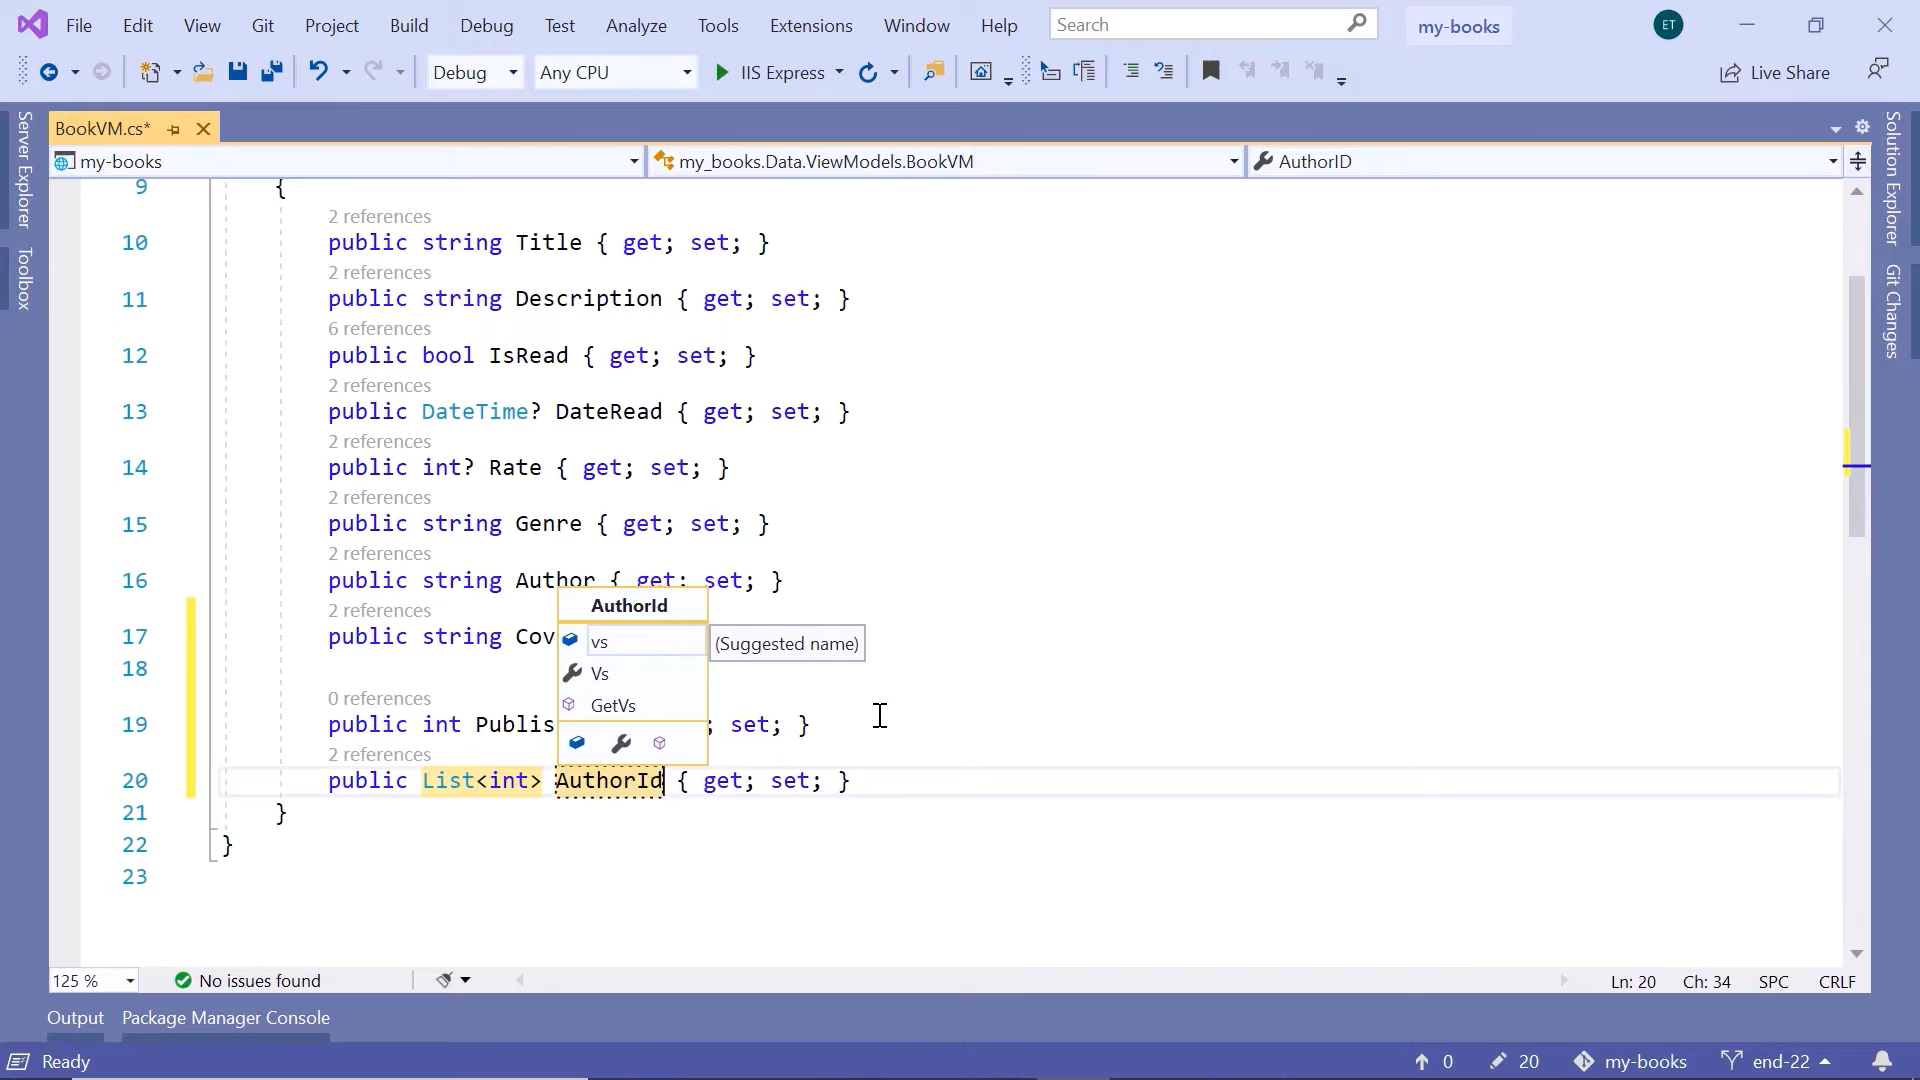 File Edit View Git Project Build Debug Test Analyze Tools Extensions Window Help Search my-books ET
Debug Any CPU IIS Express Live Share
Server Explorer
Toolbox
Solution Explorer
Git Changes
BookVM.cs*
my-books my_books.Data.ViewModels.BookVM AuthorID
9 {
2 references
10 public string Title { get; set; }
2 references
11 public string Description { get; set; }
6 references
12 public bool IsRead { get; set; }
2 references
13 public DateTime? DateRead { get; set; }
2 references
14 public int? Rate { get; set; }
2 references
15 public string Genre { get; set; }
2 references
16 public string Author { get; set; }
2 references
17 public string Cov
18
0 references
19 public int Publis ; set; }
2 references
20 public List<int> AuthorId { get; set; }
21 }
22 }
23
AuthorId
vs (Suggested name)
Vs
GetVs
125 % No issues found Ln: 20 Ch: 34 SPC CRLF
Output Package Manager Console
Ready 0 20 my-books end-22